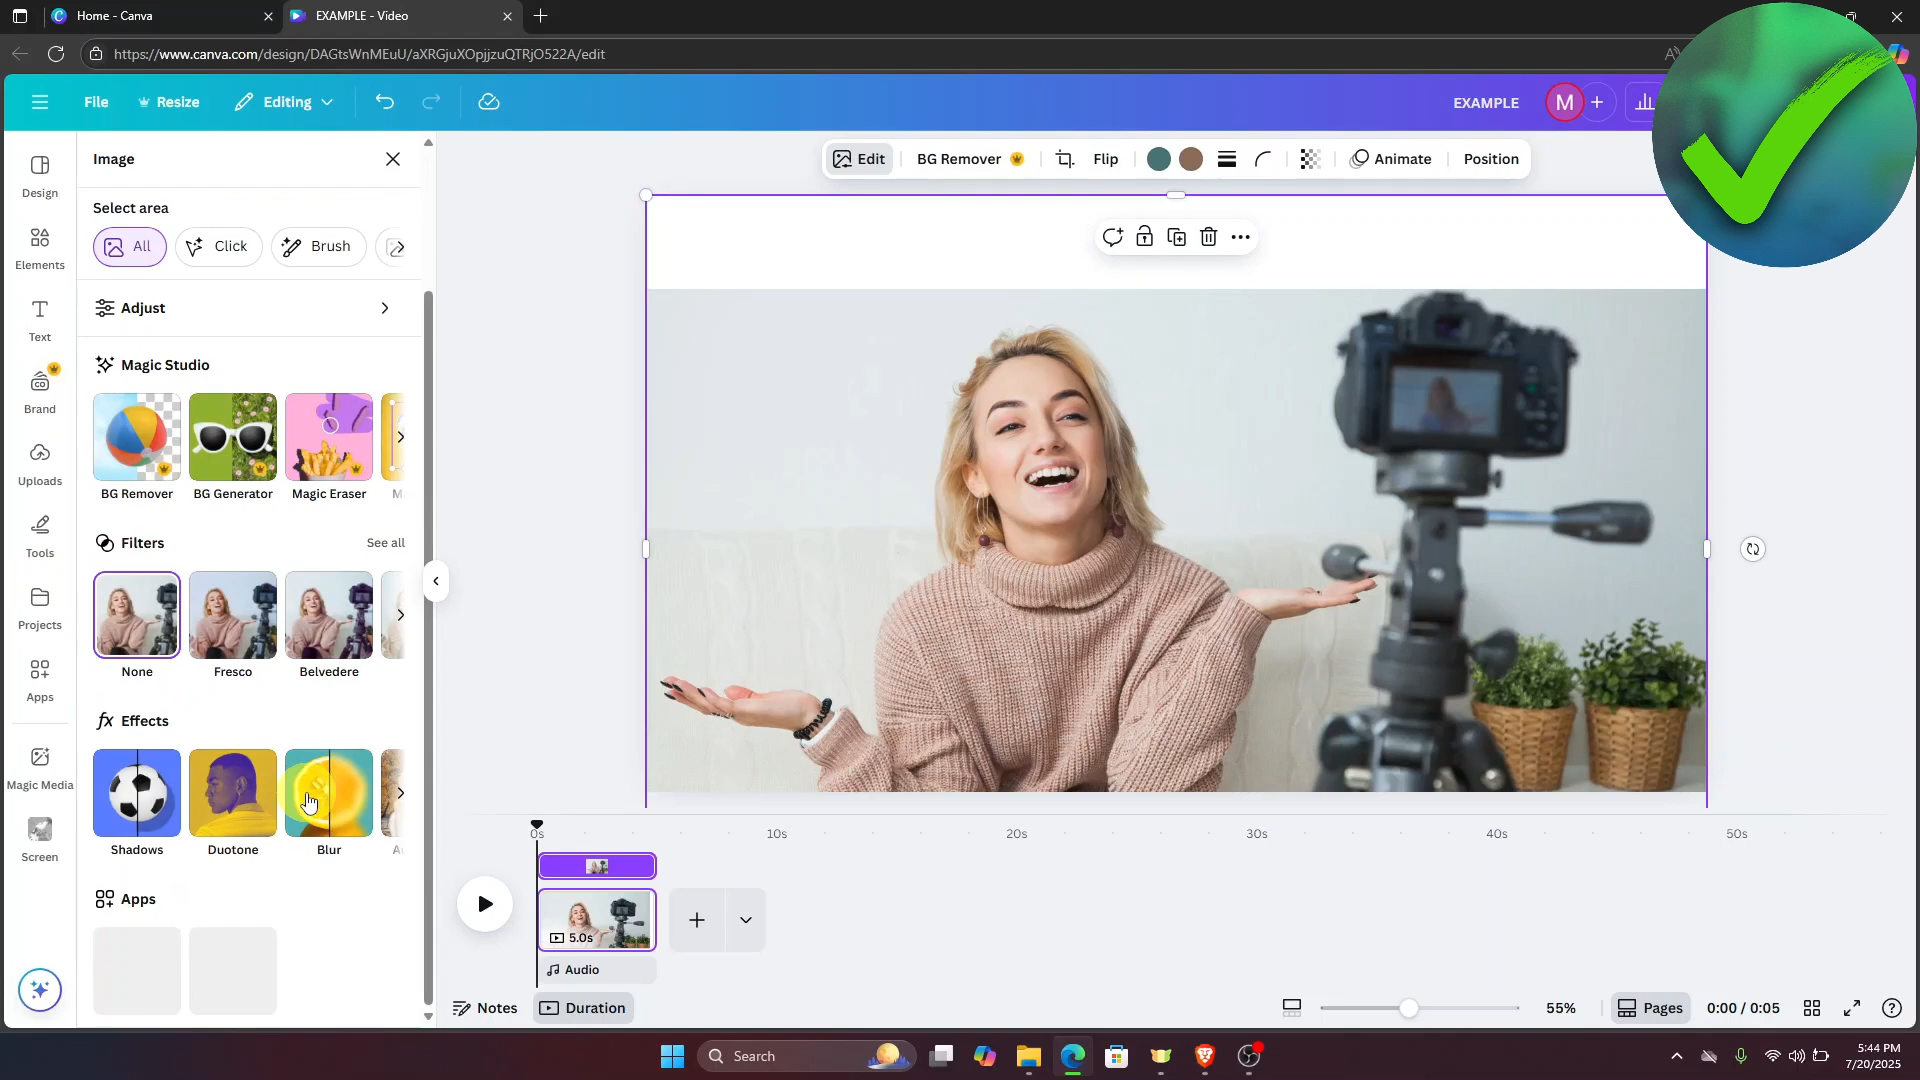 Home - Canva
EXAMPLE - Video
https://www.canva.com/design/DAGtsWnMEuU/aXRGjuXOpjjzuQTRjO522A/edit
File
Resize
Editing
EXAMPLE
M
Design
Elements
Text
Brand
Uploads
Tools
Projects
Apps
Magic Media
Screen
Image
Select area
All
Click
Brush
Adjust
Magic Studio
BG Remover
BG Generator
Magic Eraser
Filters
See all
None
Fresco
Belvedere
Effects
Shadows
Duotone
Blur
Apps
Edit
BG Remover
Flip
Animate
Position
0s
10s
20s
30s
40s
50s
5.0s
Audio
Notes
Duration
55%
Pages
0:00 / 0:05
Search
5:44 PM
7/20/2025